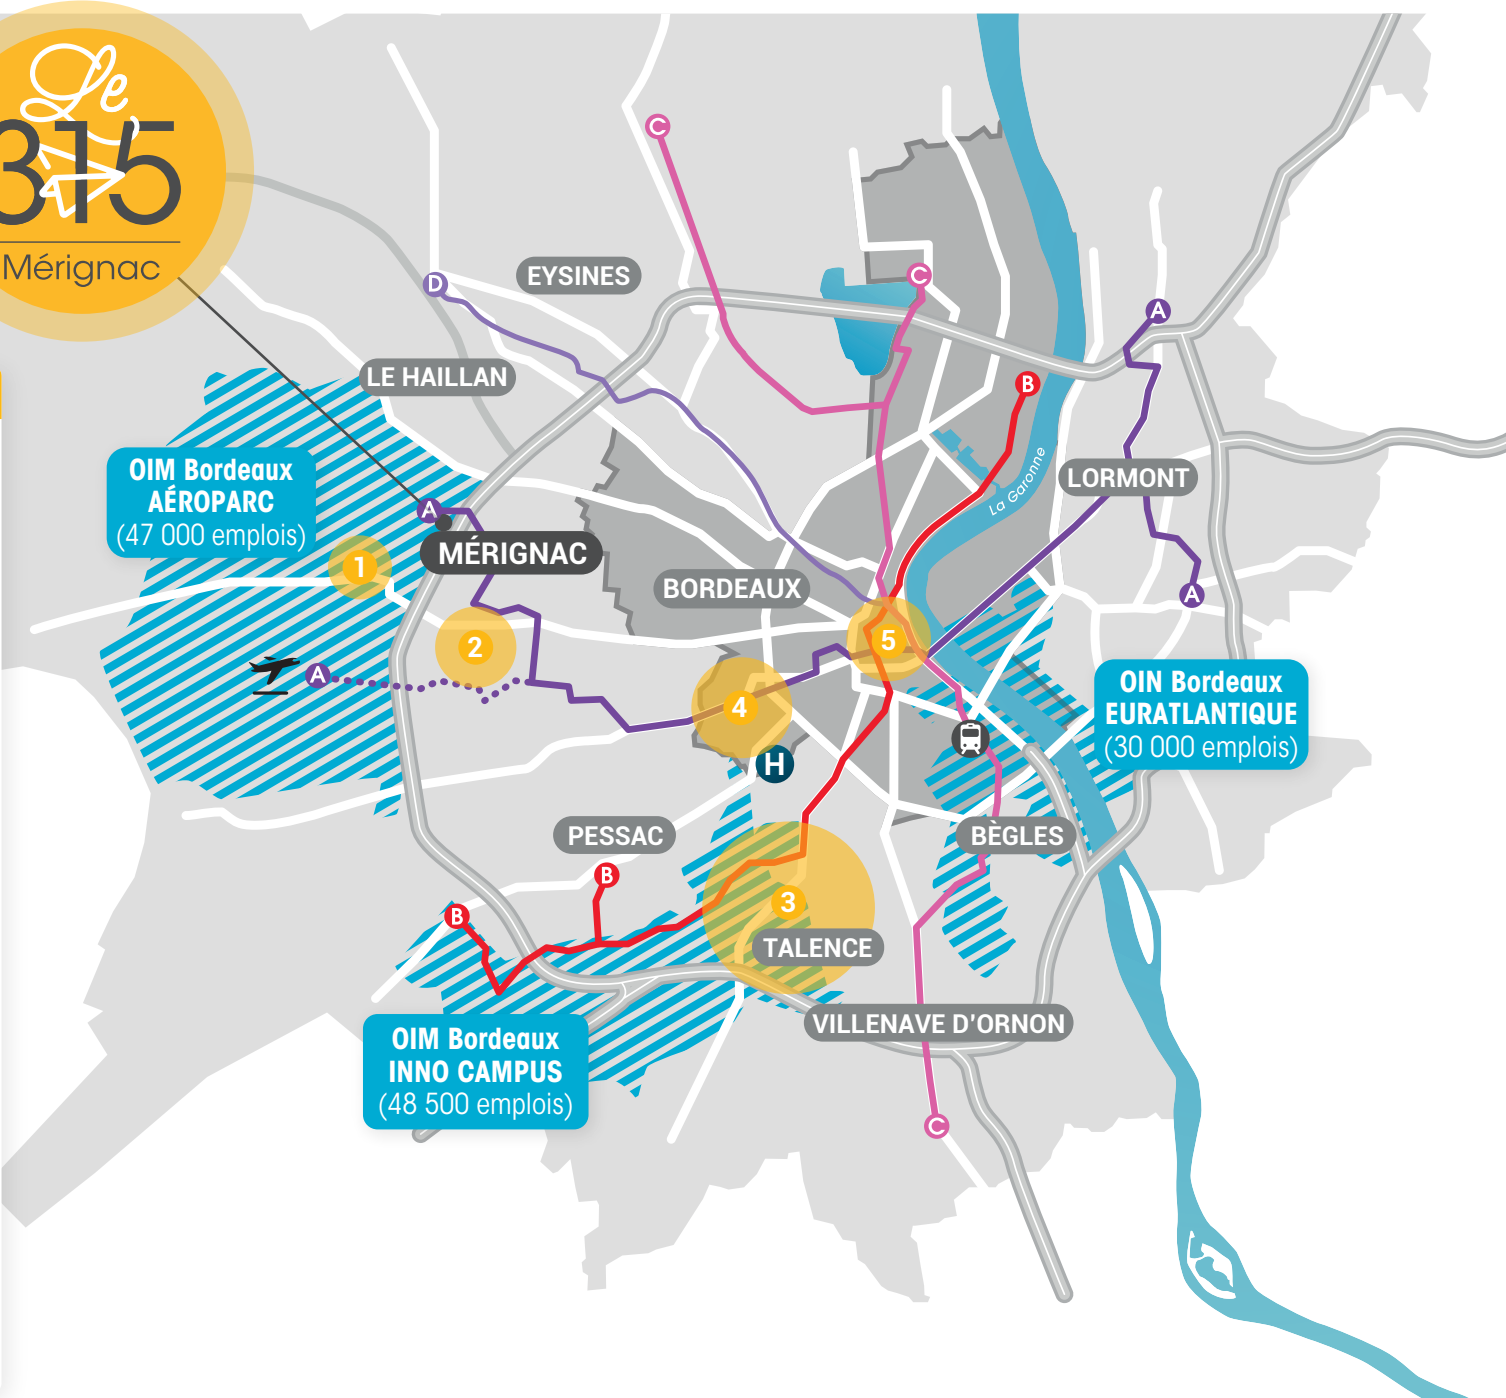 Le
315
Mérignac
C
D
EYSINES
C
A
LE HAILLAN
B
La Garonne
LORMONT
OIM Bordeaux
AÉROPARC
(47 000 emplois)
A
MÉRIGNAC
1
BORDEAUX
A
2
5
A
4
H
OIN Bordeaux
EURATLANTIQUE
(30 000 emplois)
PESSAC
BÈGLES
B
B
3
TALENCE
VILLENAVE D'ORNON
OIM Bordeaux
INNO CAMPUS
(48 500 emplois)
C